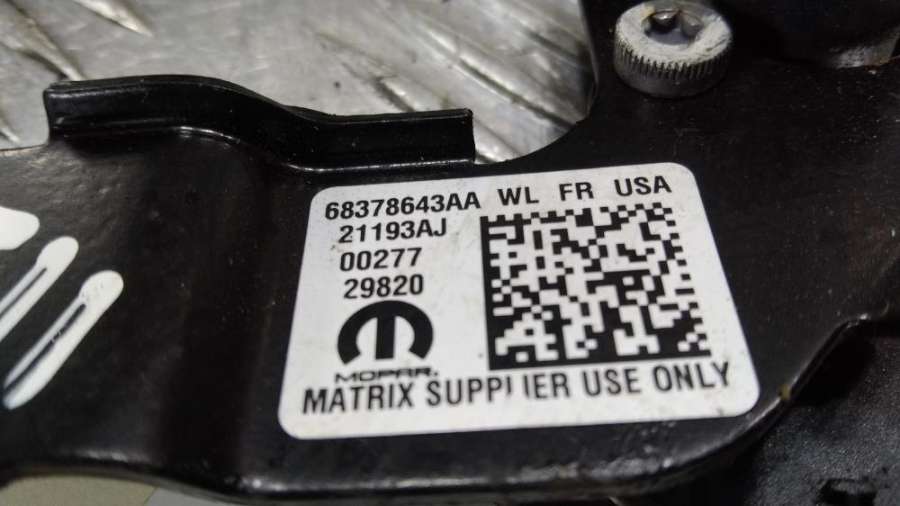 68378643AA WL FR USA
21193AJ
00277
29820
MOPAR.
MATRIX SUPPLIER USE ONLY